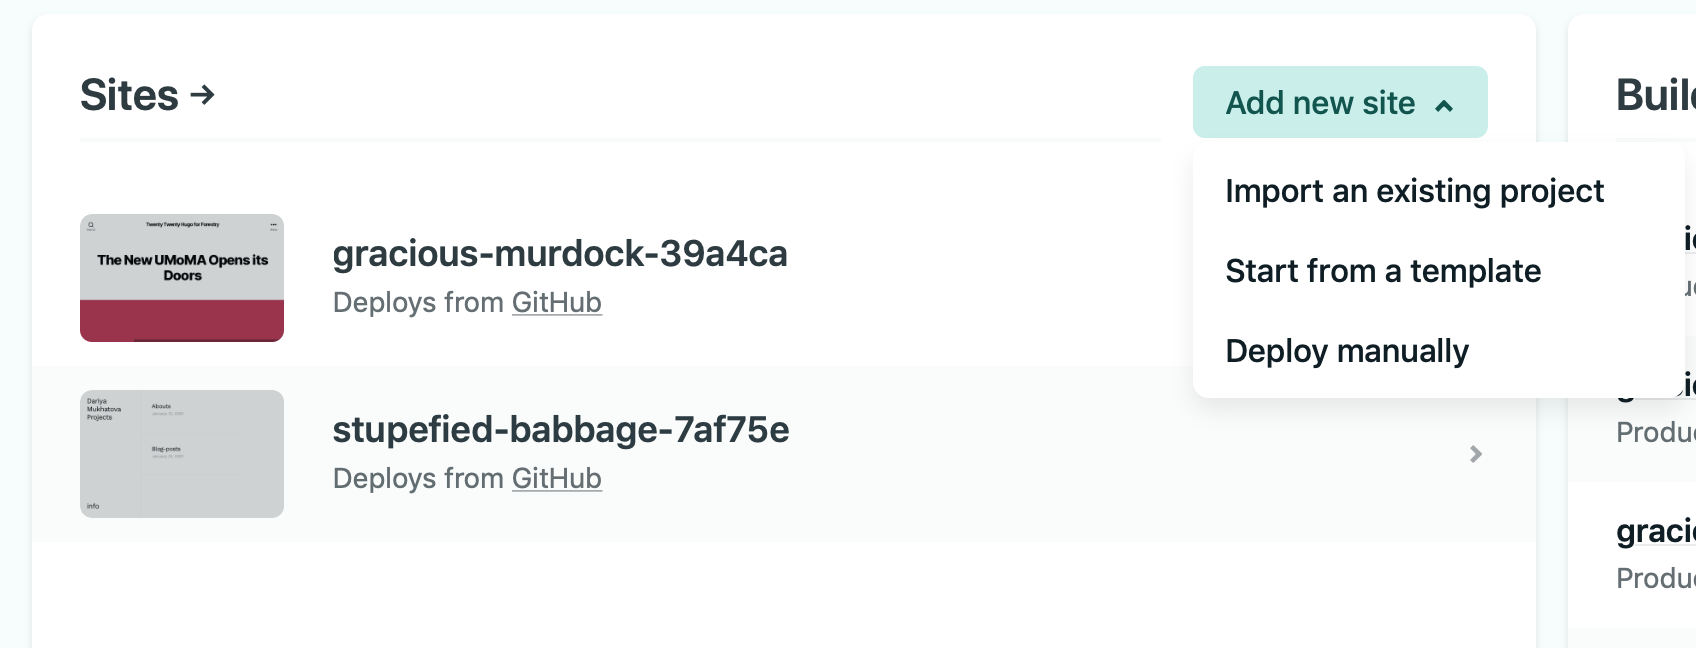 Sites →
Add new site
Import an existing project
Start from a template
Deploy manually
Twenty Twenty Hugo for Forestry
The New UMoMA Opens its
Doors
gracious-murdock-39a4ca
Deploys from GitHub
Dariya
Mukhatova
Projects
Abouts
Blog-posts
info
stupefied-babbage-7af75e
Deploys from GitHub
Buil
Produc
graci
Produc